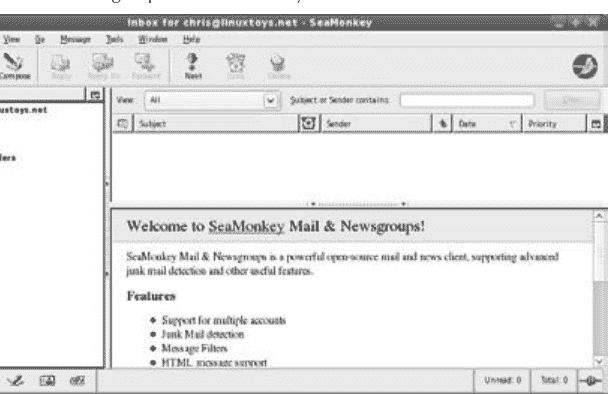 Inbox for chris@linuxtoys.net - SeaMonkey
View Go Message Tools Window Help
Compose Reply Reply All Forward Next Junk Delete
View: All Subject or Sender contains:
ustoys.net
Subject Sender Date Priority
ders
Welcome to SeaMonkey Mail & Newsgroups!
SeaMonkey Mail & Newsgroups is a powerful open-source mail and news client, supporting advanced
junk mail detection and other useful features.
Features
Support for multiple accounts
Junk Mail detection
Message Filters
HTML message support
Unread: 0 Total: 0